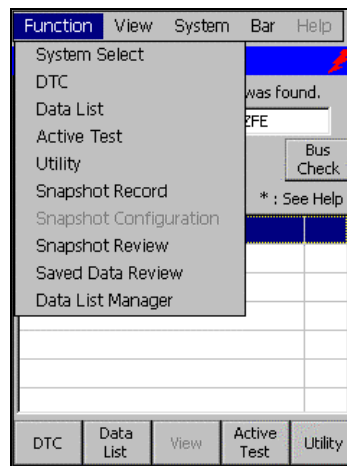 Function View System Bar Help
System Select
DTC
Data List
Active Test
Utility
Snapshot Record
Snapshot Configuration
Snapshot Review
Saved Data Review
Data List Manager
was found.
ZFE
Bus
Check
* : See Help
DTC
Data
List
View
Active
Test
Utility